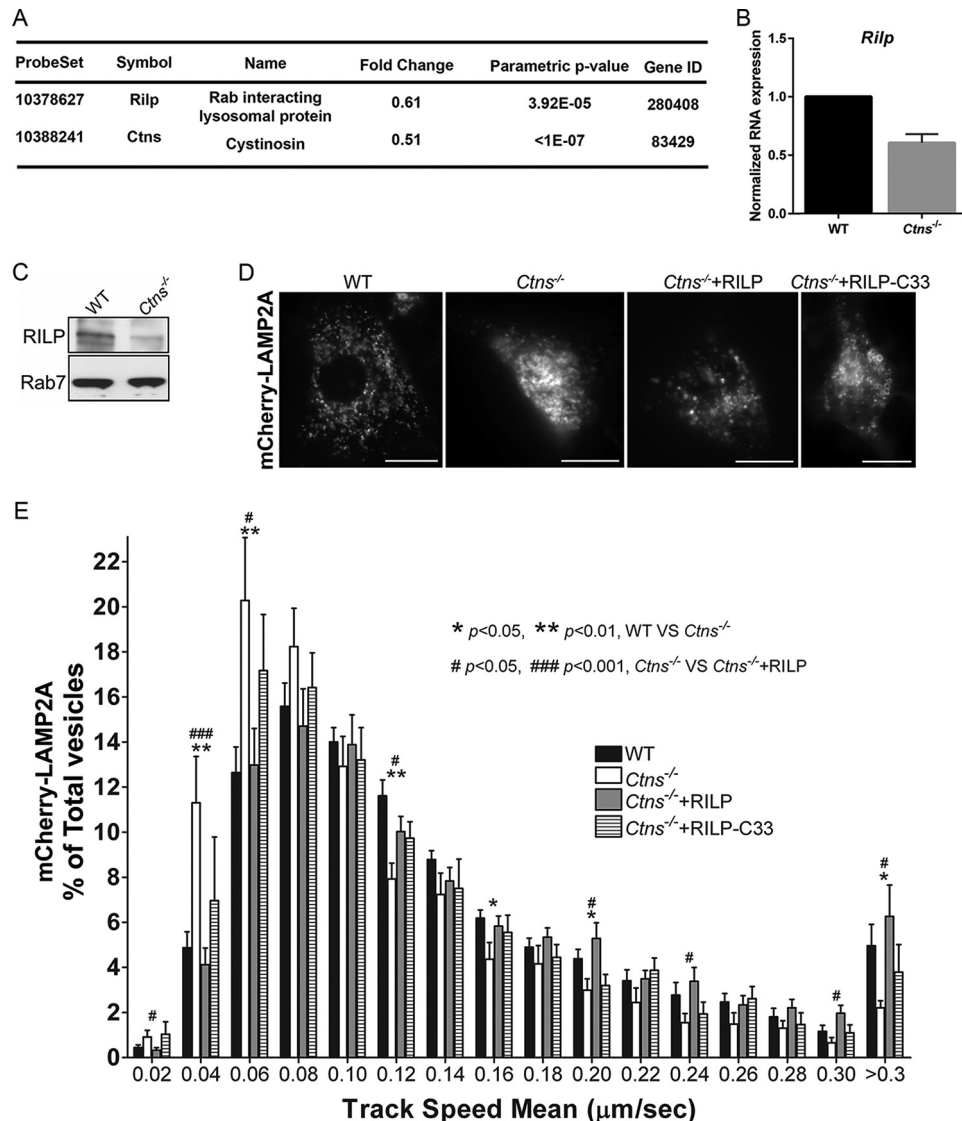 A
ProbeSet Symbol Name Fold Change Parametric p-value Gene ID
10378627 Rilp Rab interacting lysosomal protein 0.61 3.92E-05 280408
10388241 Ctns Cystinosin 0.51 <1E-07 83429
B
Rilp
Normalized RNA expression
1.5
1.0
0.5
0.0
WT Ctns-/-
C
WT Ctns-/-
RILP
Rab7
D
WT Ctns-/- Ctns-/-+RILP Ctns-/-+RILP-C33
mCherry-LAMP2A
E
mCherry-LAMP2A
% of Total vesicles
22
20
18
16
14
12
10
8
6
4
2
0
# ### # ** ** # ** * # * # # # *
* p<0.05, ** p<0.01, WT VS Ctns-/-
# p<0.05, ### p<0.001, Ctns-/- VS Ctns-/-+RILP
WT
Ctns-/-
Ctns-/-+RILP
Ctns-/-+RILP-C33
0.02 0.04 0.06 0.08 0.10 0.12 0.14 0.16 0.18 0.20 0.22 0.24 0.26 0.28 0.30 >0.3
Track Speed Mean (μm/sec)